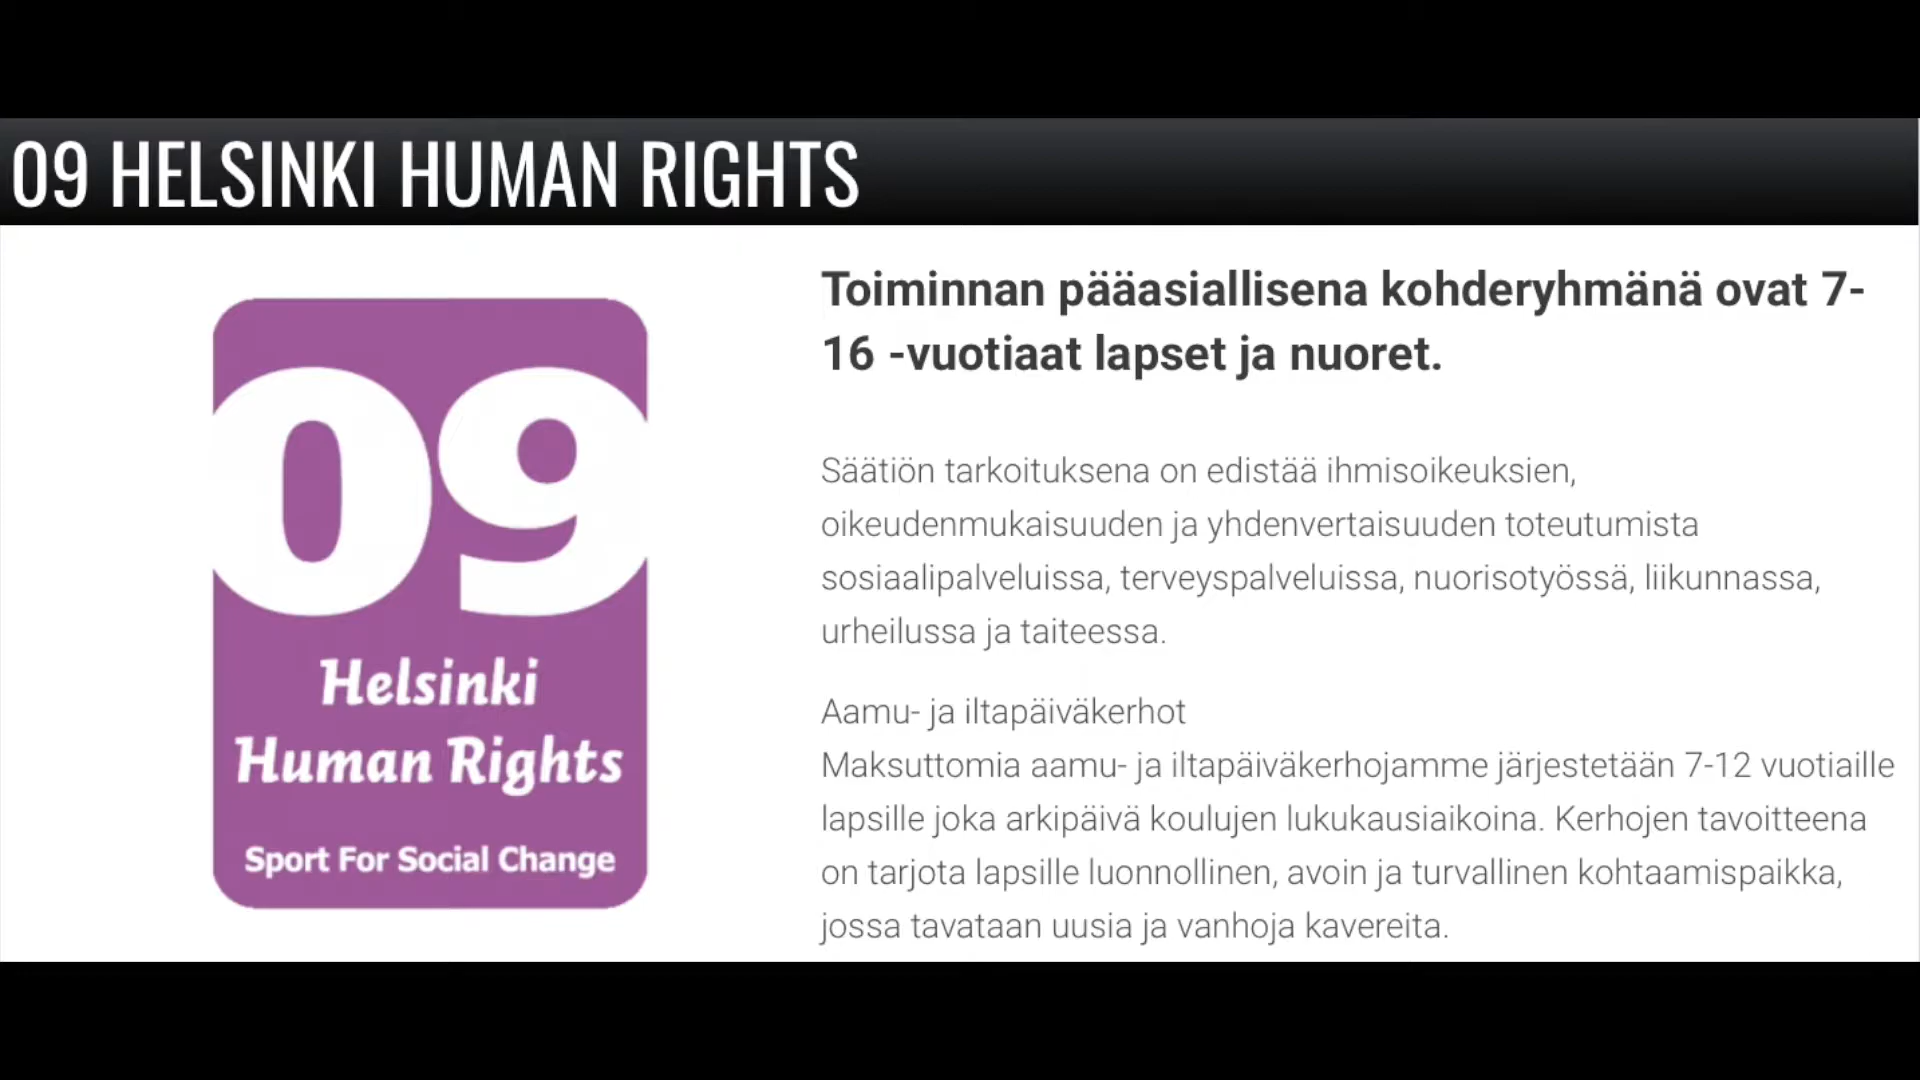 09 HELSINKI HUMAN RIGHTS
09
Helsinki
Human Rights
Sport For Social Change
Toiminnan pääasiallisena kohderyhmänä ovat 7-
16 -vuotiaat lapset ja nuoret.
Säätiön tarkoituksena on edistää ihmisoikeuksien,
oikeudenmukaisuuden ja yhdenvertaisuuden toteutumista
sosiaalipalveluissa, terveyspalveluissa, nuorisotyössä, liikunnassa,
urheilussa ja taiteessa.
Aamu- ja iltapäiväkerhot
Maksuttomia aamu- ja iltapäiväkerhojamme järjestetään 7-12 vuotiaille
lapsille joka arkipäivä koulujen lukukausiaikoina. Kerhojen tavoitteena
on tarjota lapsille luonnollinen, avoin ja turvallinen kohtaamispaikka,
jossa tavataan uusia ja vanhoja kavereita.